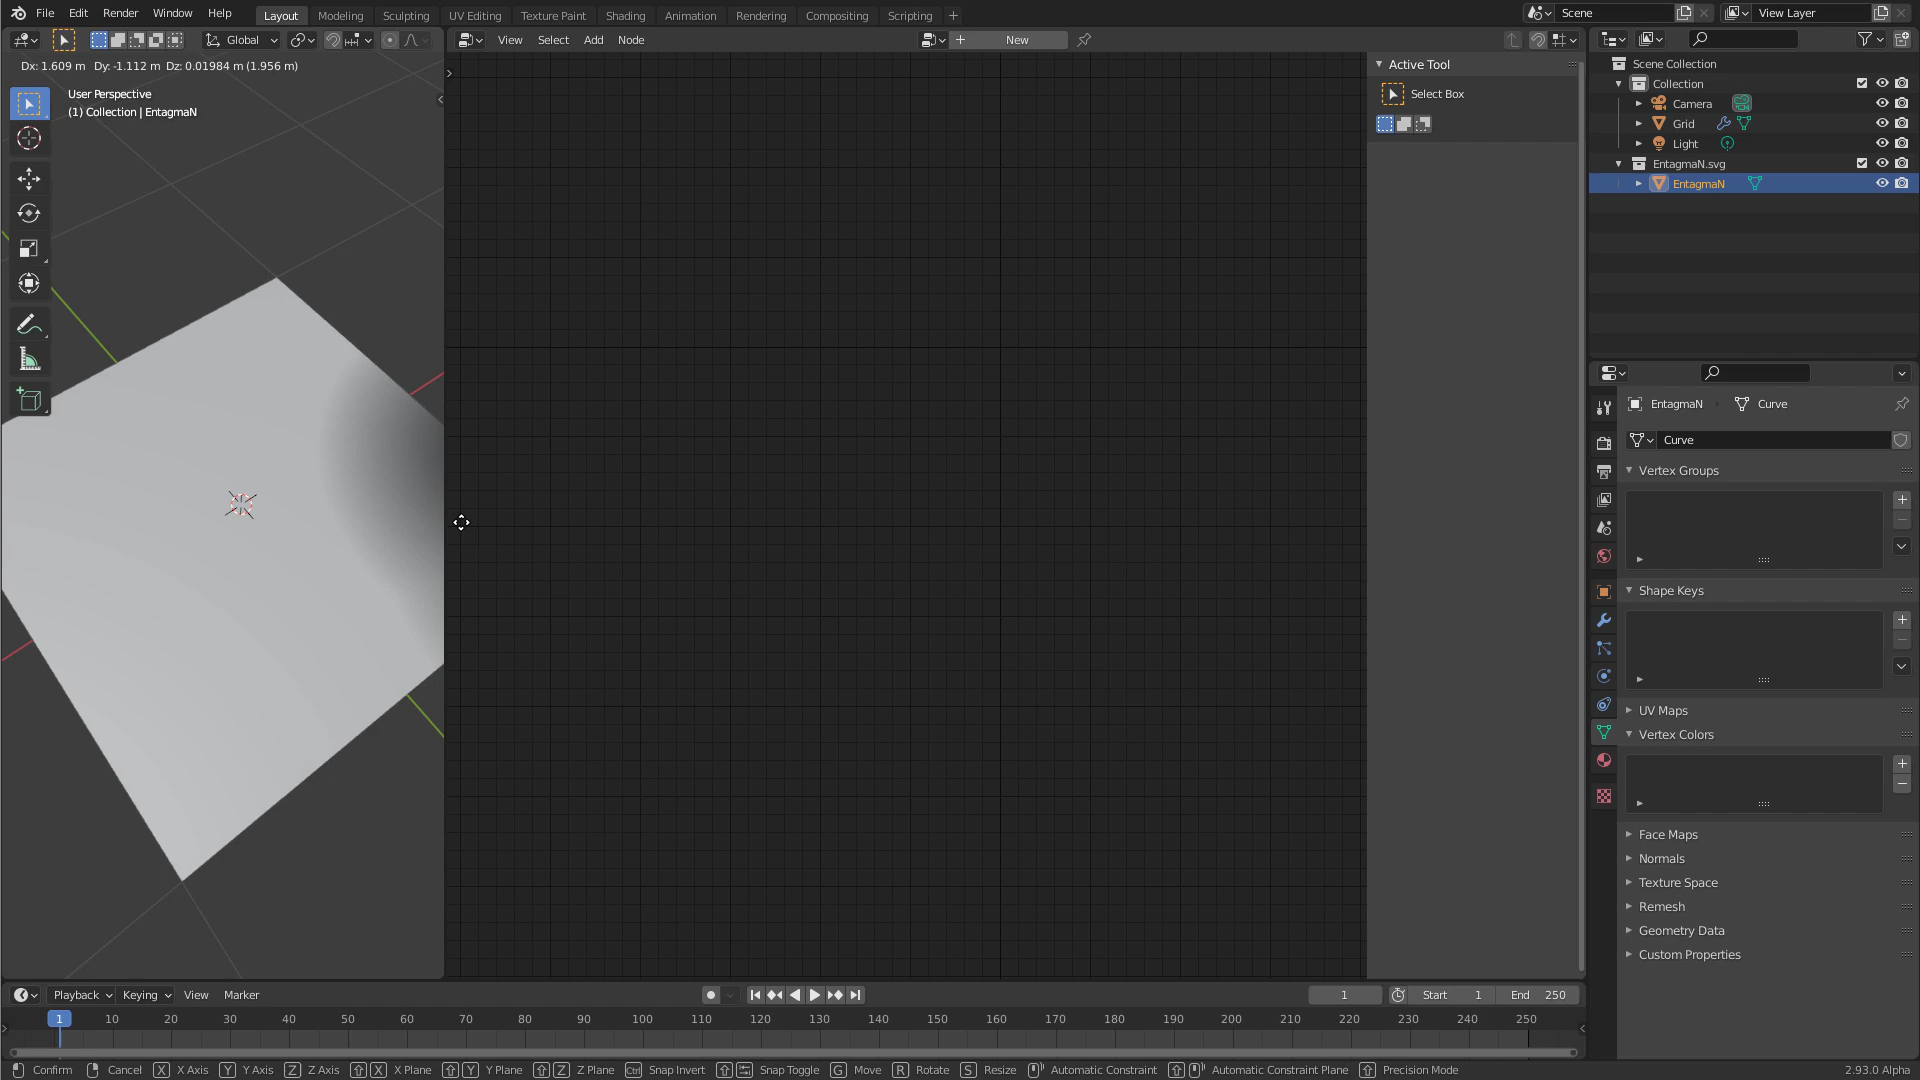 File Edit Render Window Help Layout Modeling Sculpting UV Editing Texture Paint Shading Animation Rendering Compositing Scripting + Scene View Layer
Global View Select Add Node New
Dx: 1.609 m Dy: -1.112 m Dz: 0.01984 m (1.956 m)
User Perspective
(1) Collection | EntagmaN
Active Tool
Select Box
Scene Collection
Collection
Camera
Grid
Light
EntagmaN.svg
EntagmaN
EntagmaN Curve
Curve
Vertex Groups
Shape Keys
UV Maps
Vertex Colors
Face Maps
Normals
Texture Space
Remesh
Geometry Data
Custom Properties
Playback Keying View Marker 1 Start 1 End 250
1 10 20 30 40 50 60 70 80 90 100 110 120 130 140 150 160 170 180 190 200 210 220 230 240 250
Confirm Cancel X X Axis Y Y Axis Z Z Axis X X Plane Y Y Plane Z Z Plane Ctrl Snap Invert Snap Toggle G Move R Rotate S Resize Automatic Constraint Automatic Constraint Plane Precision Mode 2.93.0 Alpha